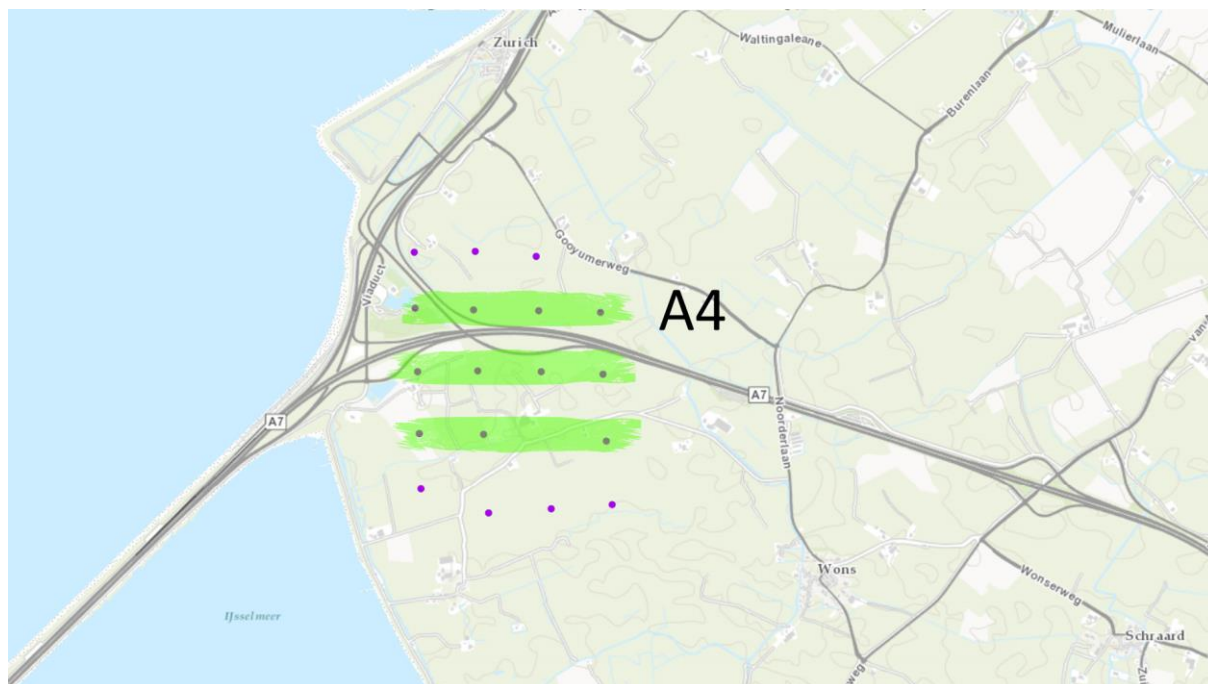 Zurich
Waltingaleane
Mulierlaan
Burenlaan
Gooyumerweg
Viaduct
A4
A7
A7
Noorderlaan
Wons
Wonserweg
Schraard
IJsselmeer